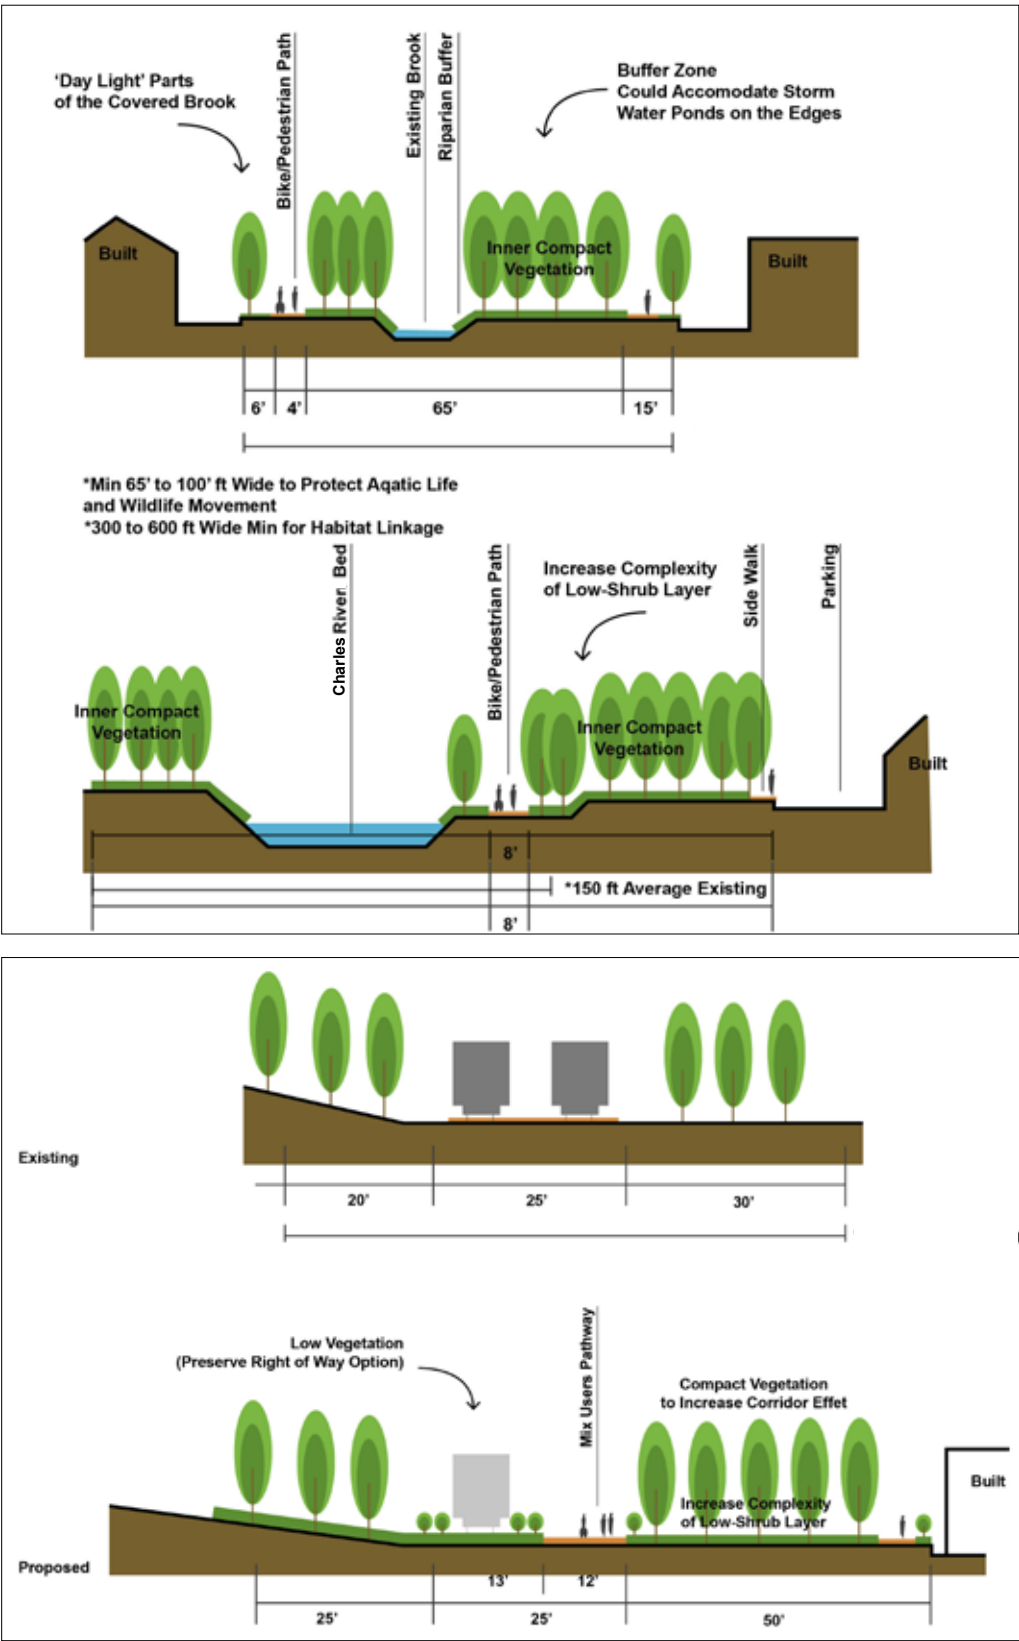 'Day Light' Parts
of the Covered Brook
Bike/Pedestrian Path
Existing Brook
Riparian Buffer
Buffer Zone
Could Accomodate Storm
Water Ponds on the Edges
Built
Inner Compact
Vegetation
Built
6'
4'
65'
15'
*Min 65' to 100' ft Wide to Protect Aqatic Life
and Wildlife Movement
*300 to 600 ft Wide Min for Habitat Linkage
Charles River Bed
Bike/Pedestrian Path
Increase Complexity
of Low-Shrub Layer
Side Walk
Parking
Inner Compact
Vegetation
Inner Compact
Vegetation
Built
8'
*150 ft Average Existing
8'
Existing
20'
25'
30'
Low Vegetation
(Preserve Right of Way Option)
Mix Users Pathway
Compact Vegetation
to Increase Corridor Effet
Increase Complexity
of Low-Shrub Layer
Built
Proposed
13'
12'
25'
25'
50'